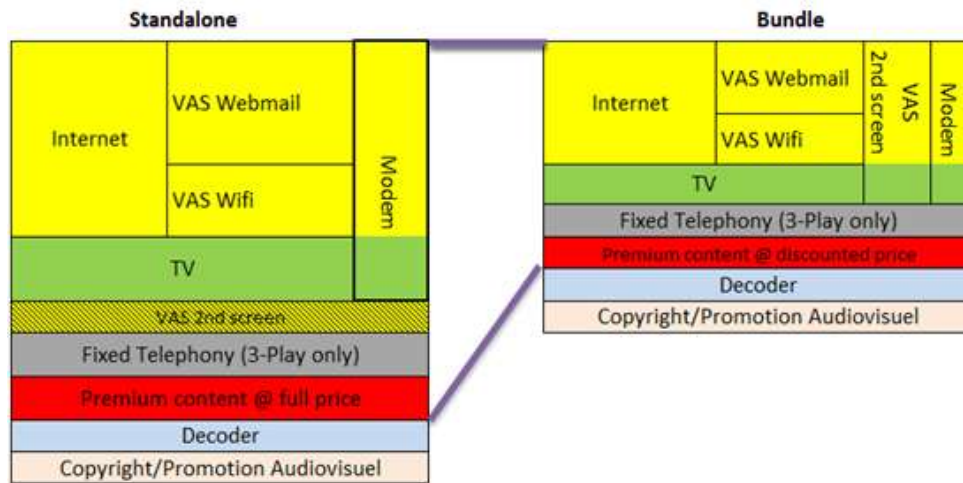 Standalone
Internet
VAS Webmail
VAS Wifi
Modem
TV
VAS 2nd screen
Fixed Telephony (3-Play only)
Premium content @ full price
Decoder
Copyright/Promotion Audiovisuel
Bundle
Internet
VAS Webmail
VAS Wifi
VAS
2nd screen
Modem
TV
Fixed Telephony (3-Play only)
Premium content @ discounted price
Decoder
Copyright/Promotion Audiovisuel